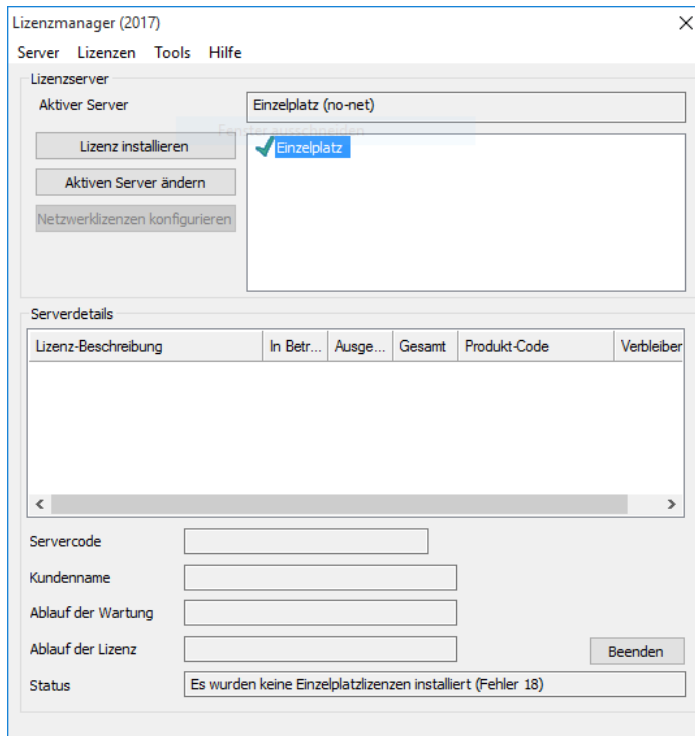 Lizenzmanager (2017)
Server Lizenzen Tools Hilfe
Lizenzserver
Aktiver Server Einzelplatz (no-net)
Fenster ausschneiden
Lizenz installieren
Einzelplatz
Aktiven Server ändern
Netzwerklizenzen konfigurieren
Serverdetails
Lizenz-Beschreibung In Betr... Ausge... Gesamt Produkt-Code Verbleiber
Servercode
Kundenname
Ablauf der Wartung
Ablauf der Lizenz
Beenden
Status Es wurden keine Einzelplatzlizenzen installiert (Fehler 18)